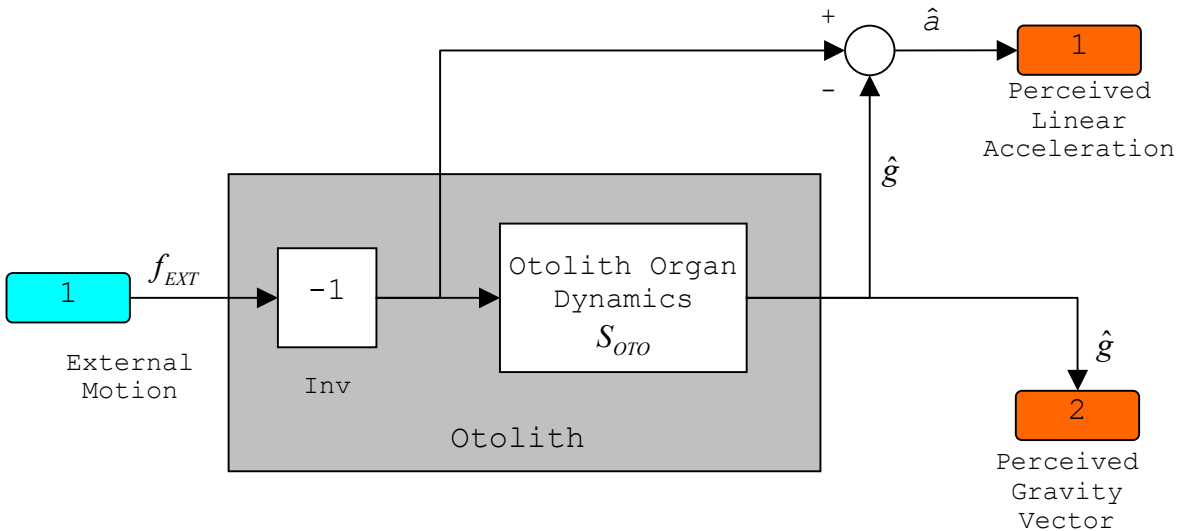 +
â
1
-
Perceived
Linear
Acceleration
ĝ
f_EXT
-1
Otolith Organ
Dynamics
S_OTO
1
External
Motion
Inv
ĝ
Otolith
2
Perceived
Gravity
Vector